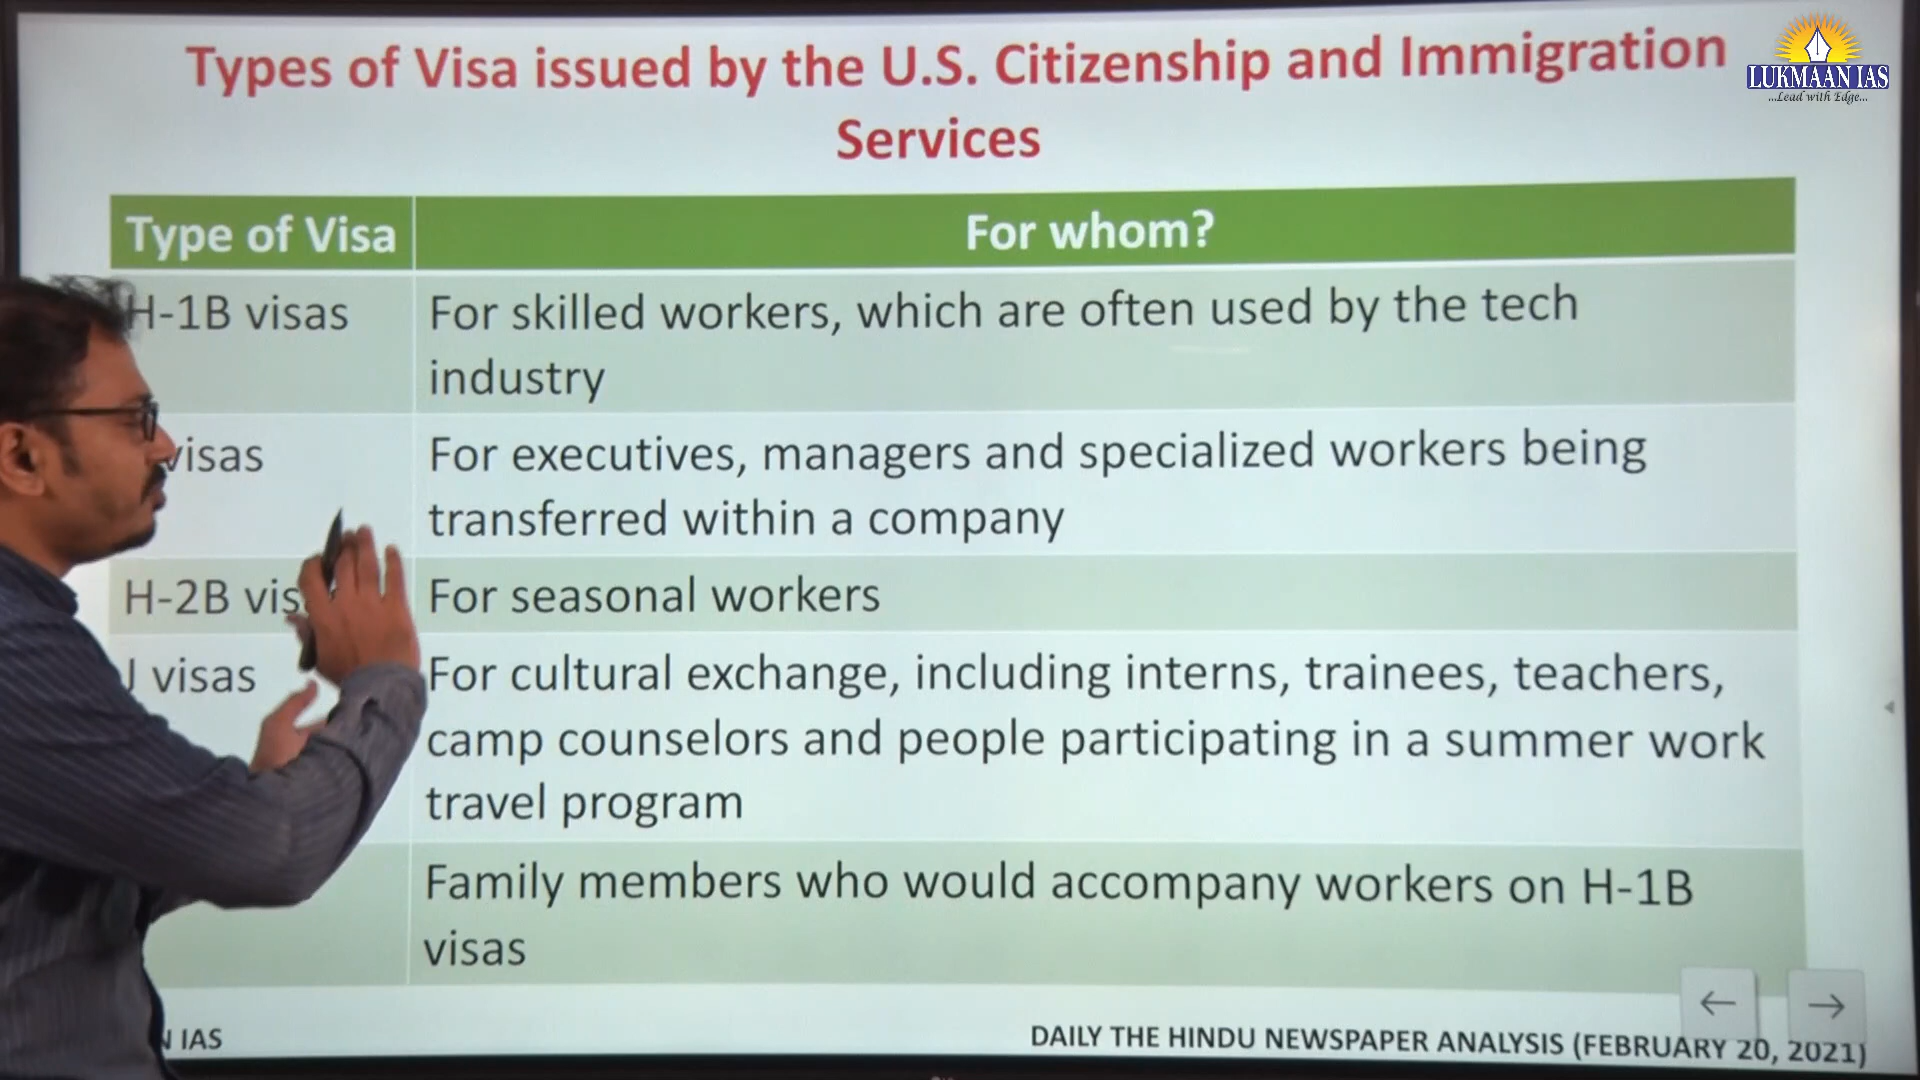 Types of Visa issued by the U.S. Citizenship and Immigration
Services
LUKMAAN IAS
...Lead with Edge...
Type of Visa
For whom?
H-1B visas
For skilled workers, which are often used by the tech
industry
visas
For executives, managers and specialized workers being
transferred within a company
H-2B
For seasonal workers
J visas
For cultural exchange, including interns, trainees, teachers,
camp counselors and people participating in a summer work
travel program
Family members who would accompany workers on H-1B
visas
IAS
DAILY THE HINDU NEWSPAPER ANALYSIS (FEBRUARY 20, 2021)